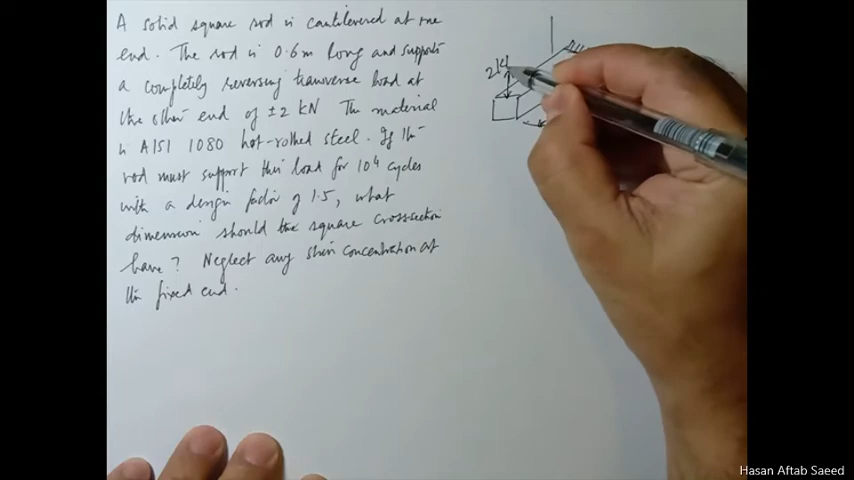 A solid square rod is cantilevered at one
end. The rod is 0.6m long and supports
a completely reversing transverse load at
the other end of ±2 kN The material
is AISI 1080 hot-rolled steel. If the
rod must support this load for 10⁴ cycles
with a design factor of 1.5, what
dimension should the square cross-section
have? Neglect any stress concentration at
the fixed end.
2kN
Hasan Aftab Saeed